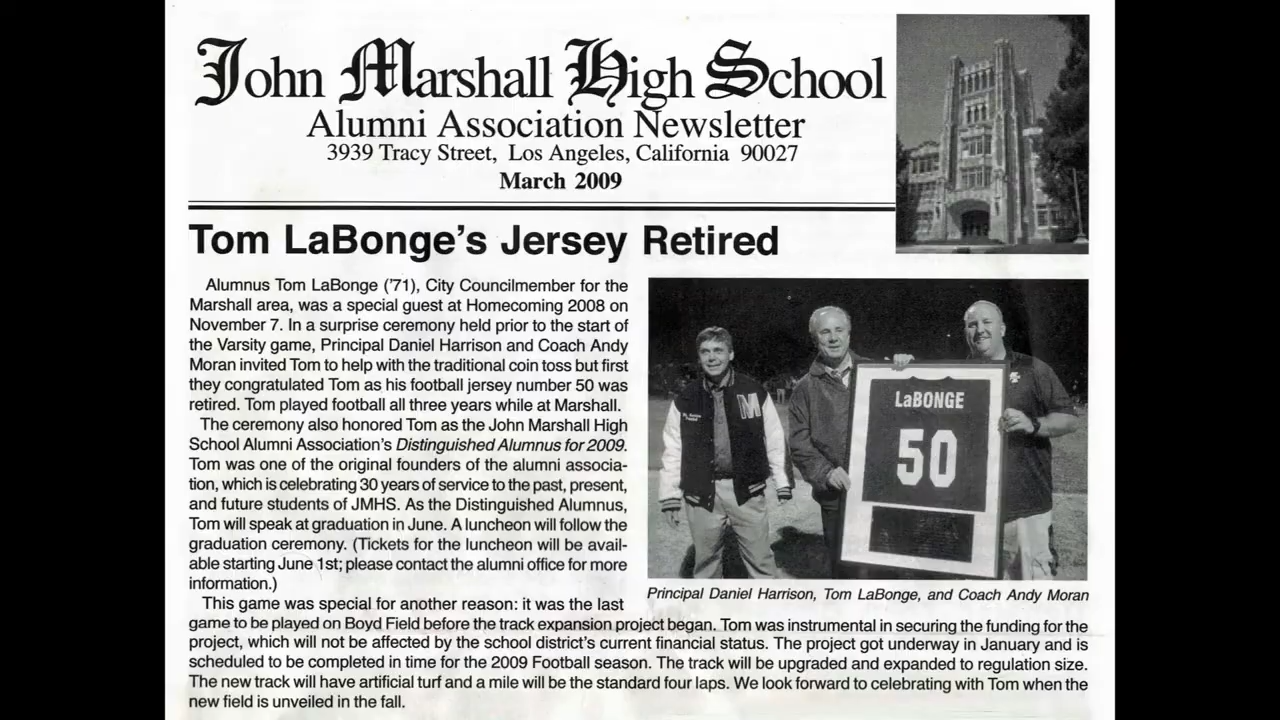 John Marshall High School
Alumni Association Newsletter
3939 Tracy Street, Los Angeles, California 90027
March 2009
Tom LaBonge's Jersey Retired
Alumnus Tom LaBonge ('71), City Councilmember for the
Marshall area, was a special guest at Homecoming 2008 on
November 7. In a surprise ceremony held prior to the start of
the Varsity game, Principal Daniel Harrison and Coach Andy
Moran invited Tom to help with the traditional coin toss but first
they congratulated Tom as his football jersey number 50 was
retired. Tom played football all three years while at Marshall.
The ceremony also honored Tom as the John Marshall High
School Alumni Association's Distinguished Alumnus for 2009.
Tom was one of the original founders of the alumni associa-
tion, which is celebrating 30 years of service to the past, present,
and future students of JMHS. As the Distinguished Alumnus,
Tom will speak at graduation in June. A luncheon will follow the
graduation ceremony. (Tickets for the luncheon will be avail-
able starting June 1st; please contact the alumni office for more
information.)
This game was special for another reason: it was the last
game to be played on Boyd Field before the track expansion project began. Tom was instrumental in securing the funding for the
project, which will not be affected by the school district's current financial status. The project got underway in January and is
scheduled to be completed in time for the 2009 Football season. The track will be upgraded and expanded to regulation size.
The new track will have artificial turf and a mile will be the standard four laps. We look forward to celebrating with Tom when the
new field is unveiled in the fall.
M
LaBONGE
50
Principal Daniel Harrison, Tom LaBonge, and Coach Andy Moran